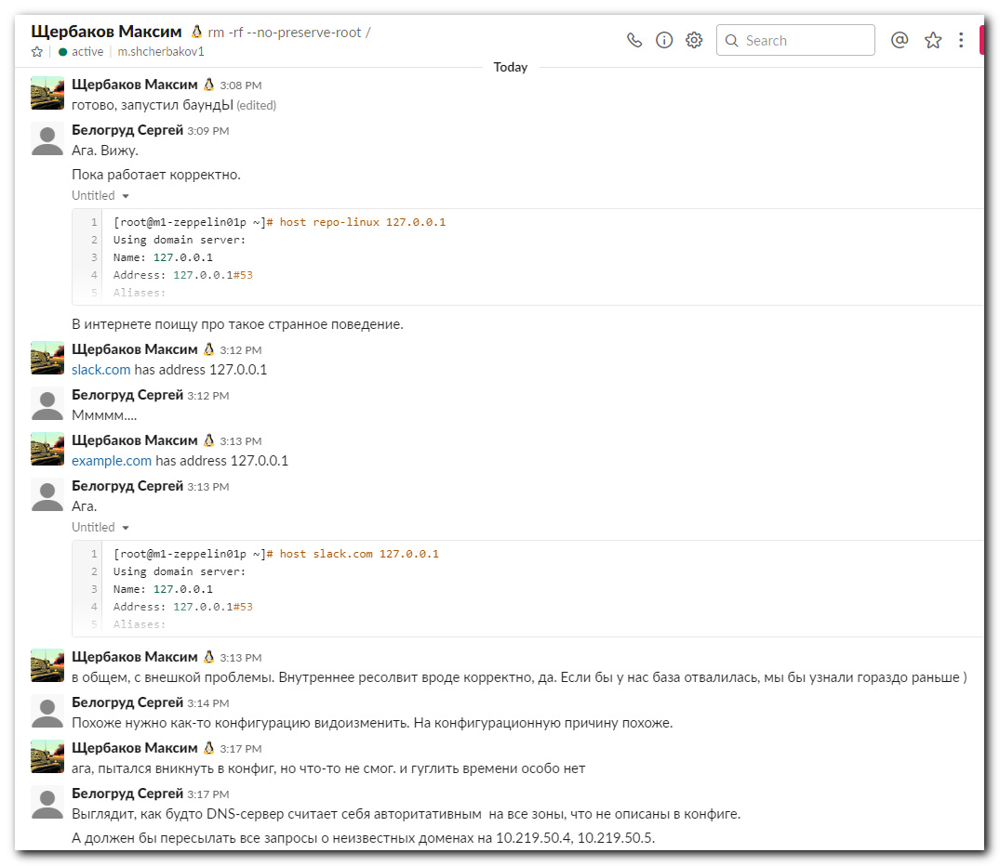 Щербаков Максим rm -rf --no-preserve-root /
active m.shcherbakov1
Search
Today
Щербаков Максим 3:08 PM
готово, запустил баундЫ (edited)
Белогруд Сергей 3:09 PM
Ага. Вижу.
Пока работает корректно.
Untitled
1 [root@m1-zeppelin01p ~]# host repo-linux 127.0.0.1
2 Using domain server:
3 Name: 127.0.0.1
4 Address: 127.0.0.1#53
5 Aliases:
В интернете поищу про такое странное поведение.
Щербаков Максим 3:12 PM
slack.com has address 127.0.0.1
Белогруд Сергей 3:12 PM
Ммммм....
Щербаков Максим 3:13 PM
example.com has address 127.0.0.1
Белогруд Сергей 3:13 PM
Ага.
Untitled
1 [root@m1-zeppelin01p ~]# host slack.com 127.0.0.1
2 Using domain server:
3 Name: 127.0.0.1
4 Address: 127.0.0.1#53
5 Aliases:
Щербаков Максим 3:13 PM
в общем, с внешкой проблемы. Внутреннее ресолвит вроде корректно, да. Если бы у нас база отвалилась, мы бы узнали гораздо раньше )
Белогруд Сергей 3:14 PM
Похоже нужно как-то конфигурацию видоизменить. На конфигурационную причину похоже.
Щербаков Максим 3:17 PM
ага, пытался вникнуть в конфиг, но что-то не смог. и гуглить времени особо нет
Белогруд Сергей 3:17 PM
Выглядит, как будто DNS-сервер считает себя авторитативным на все зоны, что не описаны в конфиге.
А должен бы пересылать все запросы о неизвестных доменах на 10.219.50.4, 10.219.50.5.